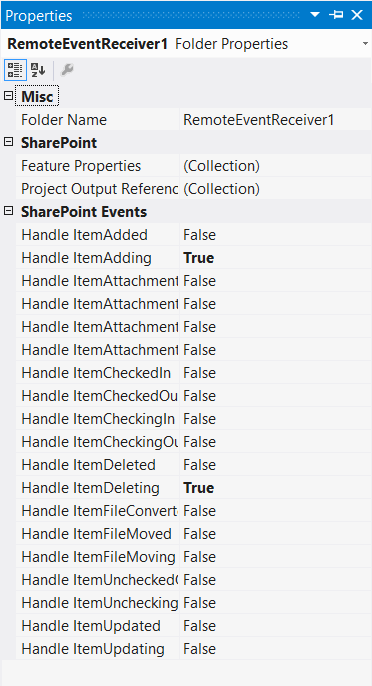 Properties
RemoteEventReceiver1 Folder Properties
Misc
Folder Name RemoteEventReceiver1
SharePoint
Feature Properties (Collection)
Project Output Referenc (Collection)
SharePoint Events
Handle ItemAdded False
Handle ItemAdding True
Handle ItemAttachment False
Handle ItemAttachment False
Handle ItemAttachment False
Handle ItemAttachment False
Handle ItemCheckedIn False
Handle ItemCheckedOu False
Handle ItemCheckingIn False
Handle ItemCheckingOu False
Handle ItemDeleted False
Handle ItemDeleting True
Handle ItemFileConverte False
Handle ItemFileMoved False
Handle ItemFileMoving False
Handle ItemUncheckedO False
Handle ItemUnchecking False
Handle ItemUpdated False
Handle ItemUpdating False